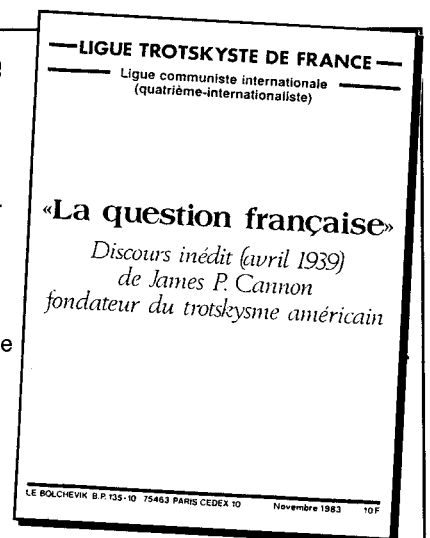 LIGUE TROTSKYSTE DE FRANCE
Ligue communiste internationale
(quatrième-internationaliste)
«La question française»
Discours inédit (avril 1939)
de James P. Cannon
fondateur du trotskysme américain
LE BOLCHEVIK B.P. 135-10 75463 PARIS CEDEX 10 Novembre 1983 10 F